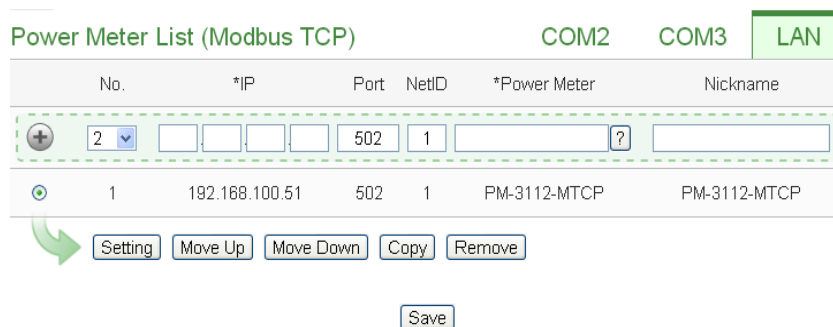 Power Meter List (Modbus TCP) COM2 COM3 LAN
No. *IP Port NetID *Power Meter Nickname
2 . . . 502 1 ?
1 192.168.100.51 502 1 PM-3112-MTCP PM-3112-MTCP
Setting Move Up Move Down Copy Remove
Save